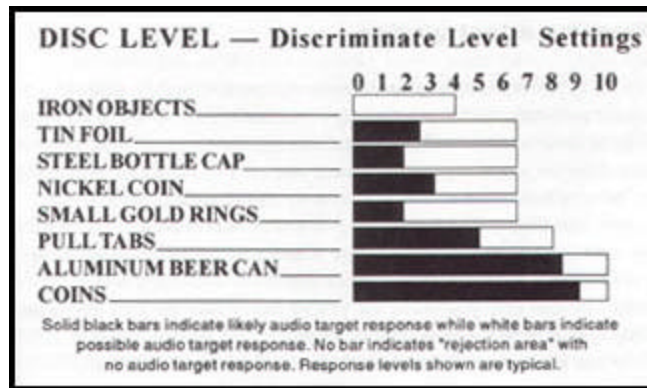 DISC LEVEL — Discriminate Level Settings
0 1 2 3 4 5 6 7 8 9 10
IRON OBJECTS
TIN FOIL
STEEL BOTTLE CAP
NICKEL COIN
SMALL GOLD RINGS
PULL TABS
ALUMINUM BEER CAN
COINS
Solid black bars indicate likely audio target response while white bars indicate
possible audio target response. No bar indicates "rejection area" with
no audio target response. Response levels shown are typical.